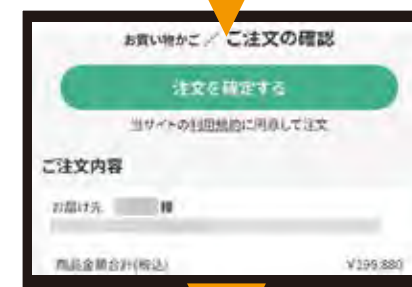 お買い物かご / ご注文の確認
注文を確定する
当サイトの利用規約に同意して注文
ご注文内容
お届け先 様
商品金額合計(税込) ¥199,880